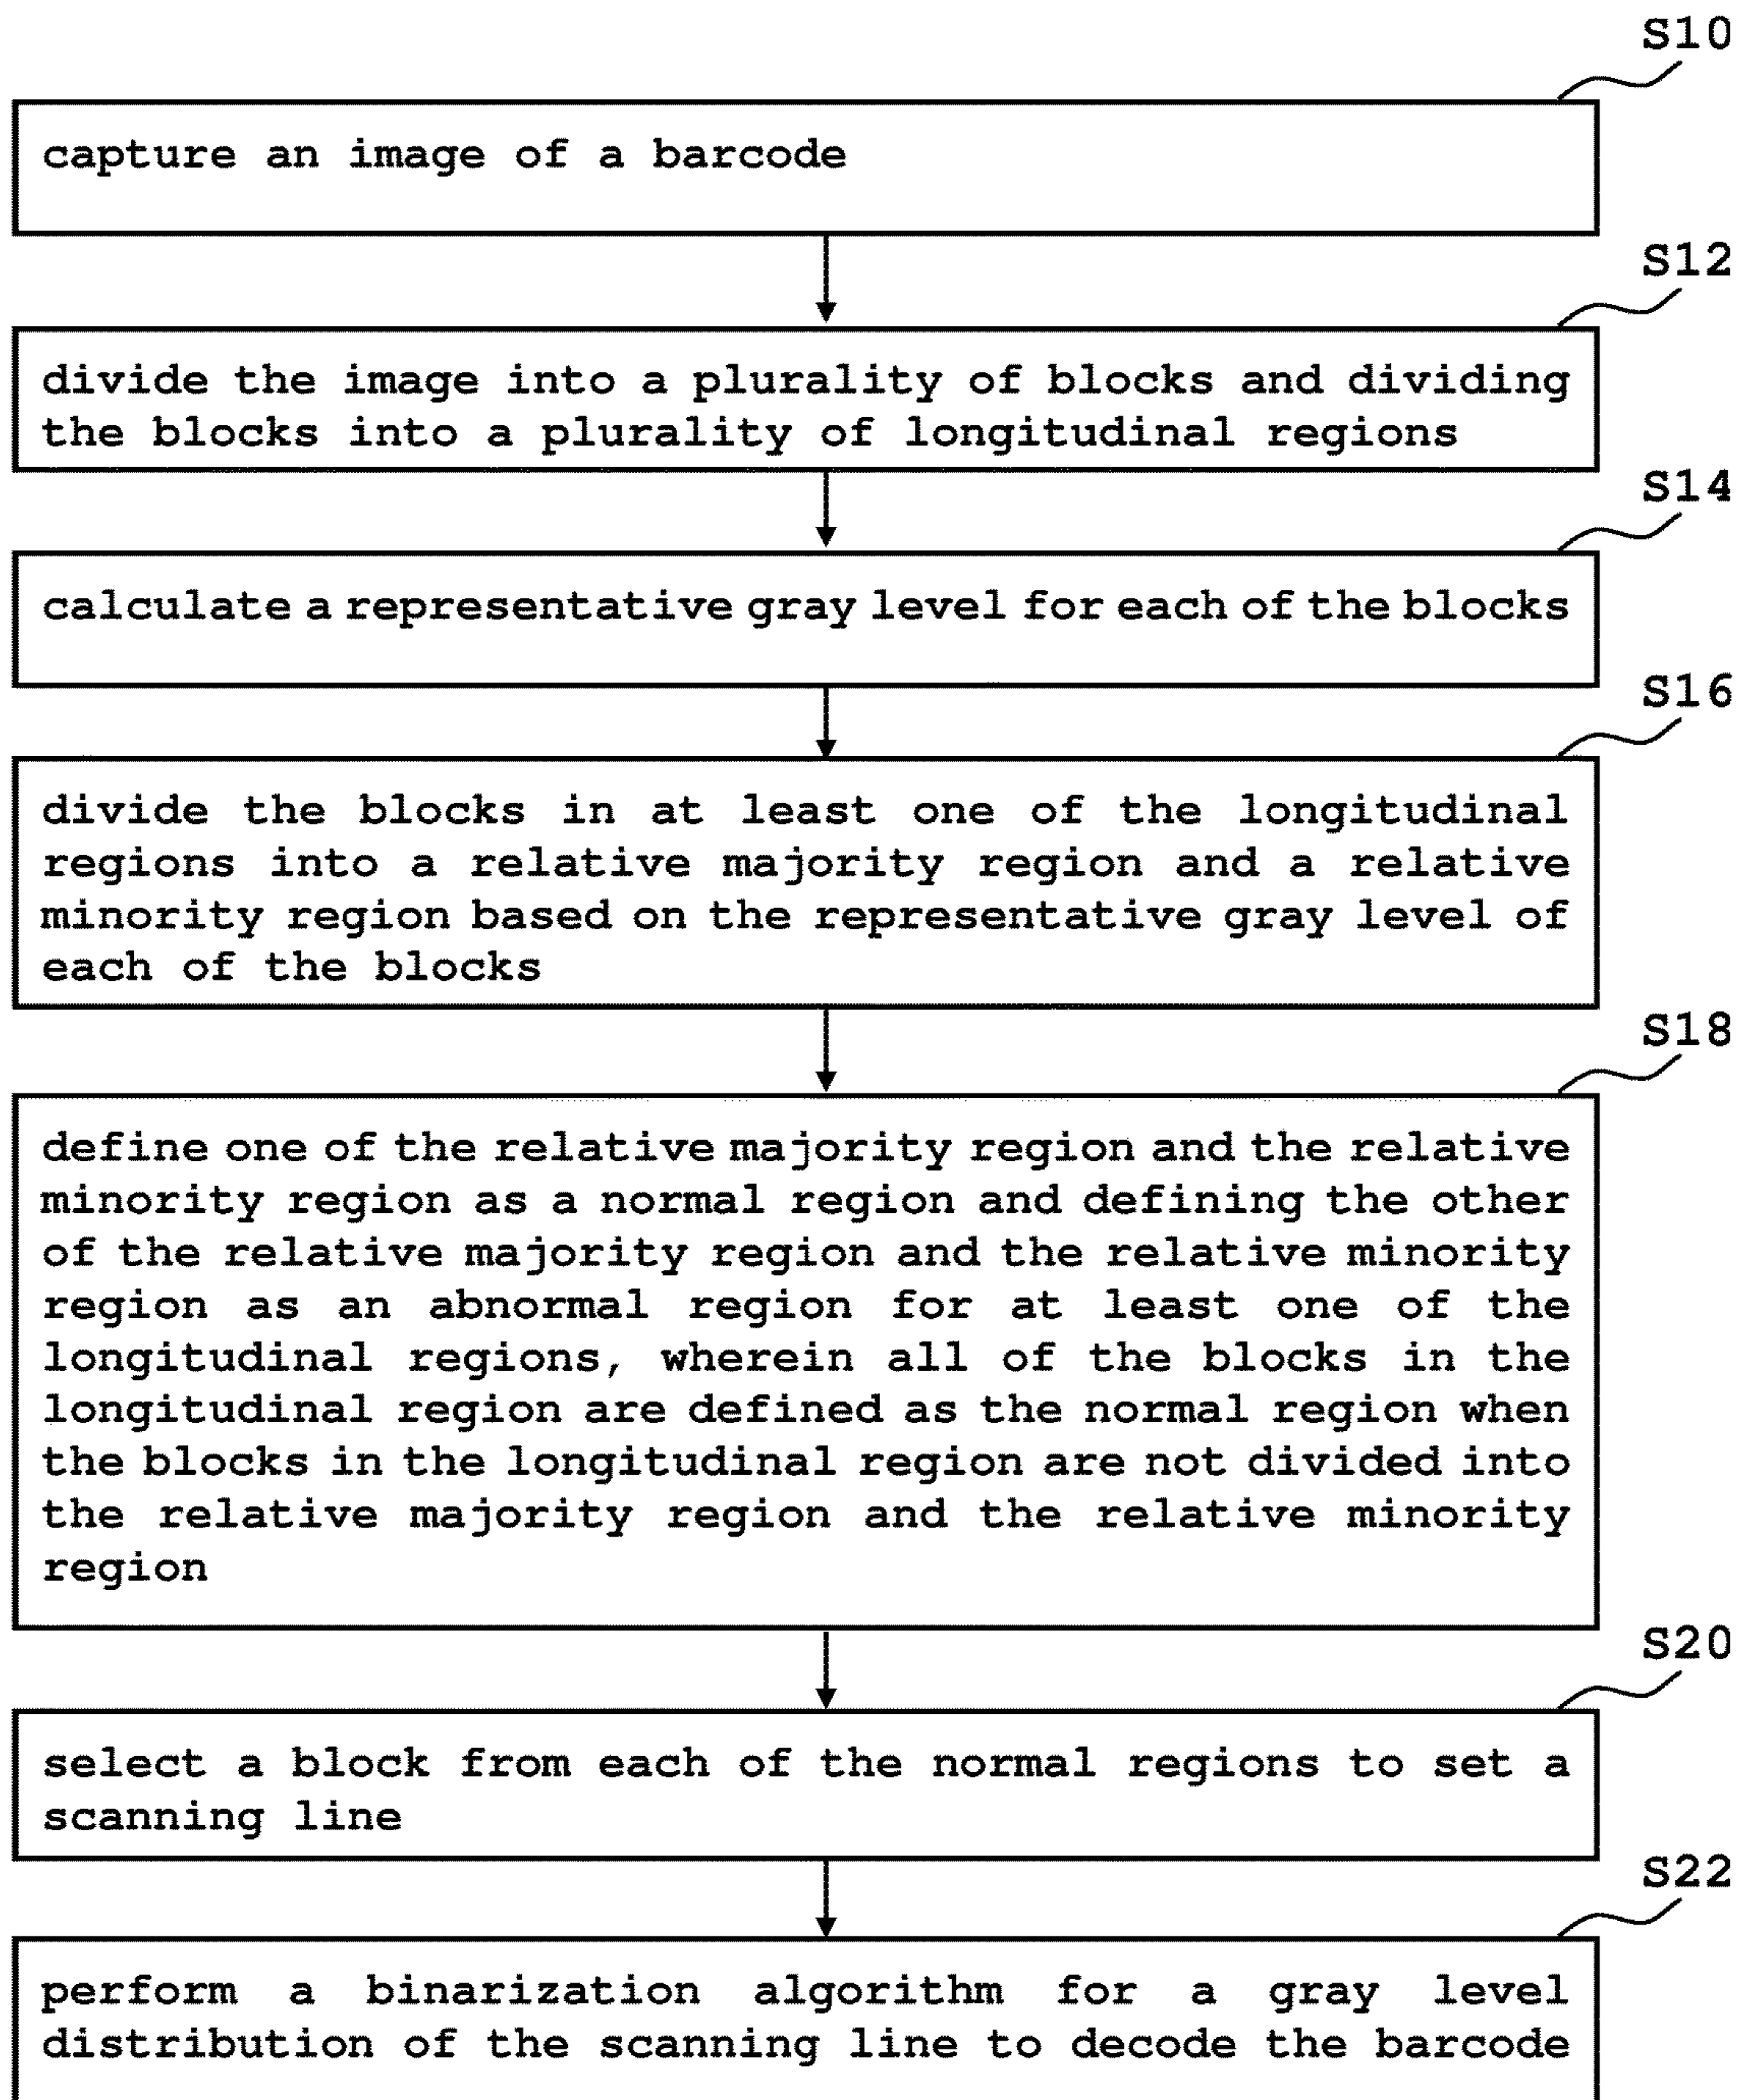 S10
capture an image of a barcode
S12
divide the image into a plurality of blocks and dividing
the blocks into a plurality of longitudinal regions
S14
calculate a representative gray level for each of the blocks
S16
divide the blocks in at least one of the longitudinal
regions into a relative majority region and a relative
minority region based on the representative gray level of
each of the blocks
S18
define one of the relative majority region and the relative
minority region as a normal region and defining the other
of the relative majority region and the relative minority
region as an abnormal region for at least one of the
longitudinal regions, wherein all of the blocks in the
longitudinal region are defined as the normal region when
the blocks in the longitudinal region are not divided into
the relative majority region and the relative minority
region
S20
select a block from each of the normal regions to set a
scanning line
S22
perform a binarization algorithm for a gray level
distribution of the scanning line to decode the barcode